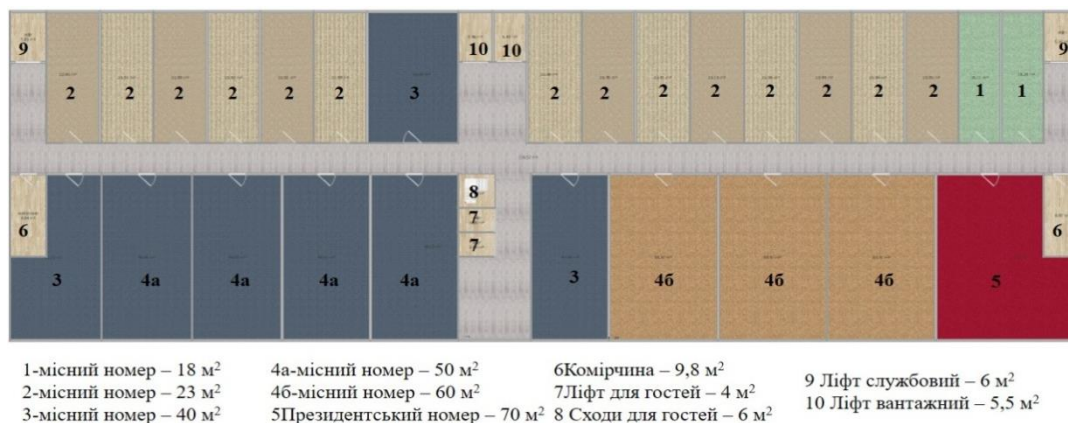 9 2 2 2 2 2 2 3 10 10 2 2 2 2 2 2 2 2 1 1 9
6 8 7 7 6
3 4а 4а 4а 4а 3 4б 4б 4б 5
1-місний номер – 18 м²
2-місний номер – 23 м²
3-місний номер – 40 м²
4а-місний номер – 50 м²
4б-місний номер – 60 м²
5Президентський номер – 70 м²
6Комірчина – 9,8 м²
7Ліфт для гостей – 4 м²
8 Сходи для гостей – 6 м²
9 Ліфт службовий – 6 м²
10 Ліфт вантажний – 5,5 м²